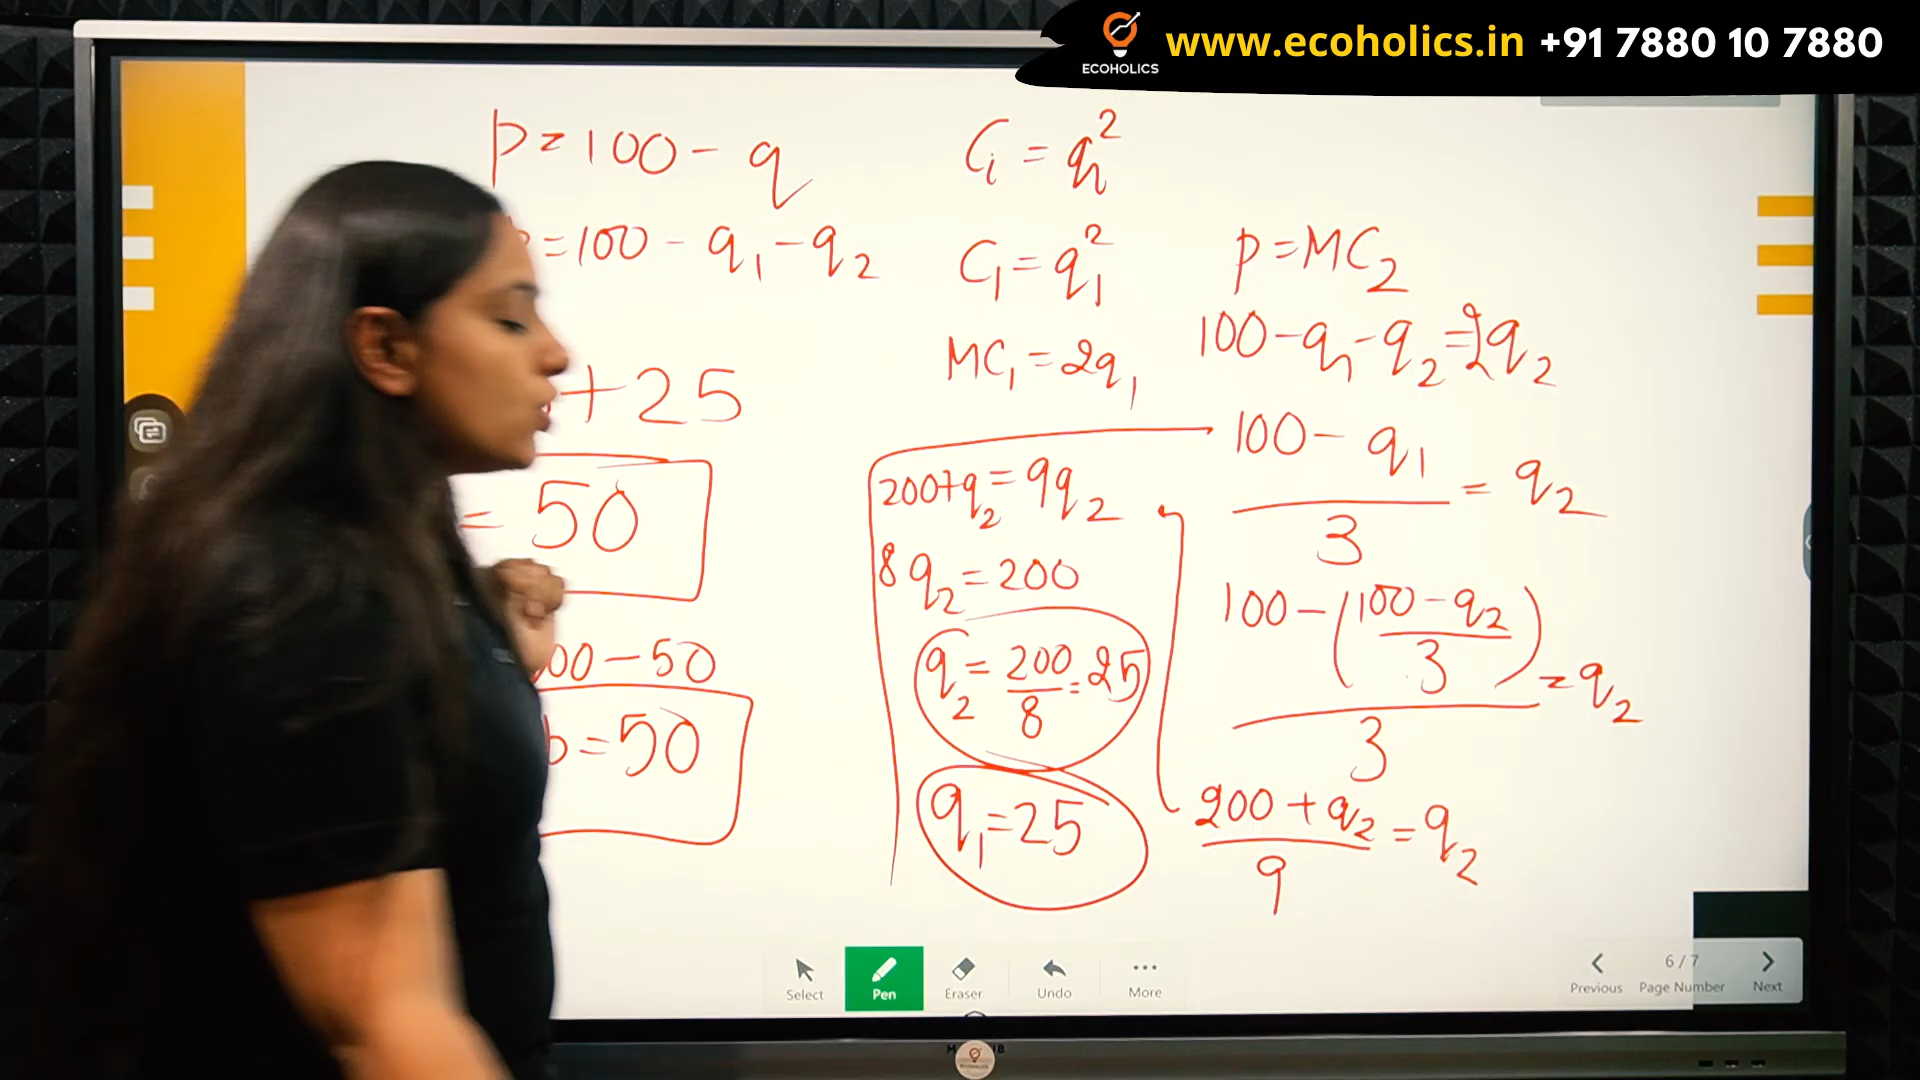 www.ecoholics.in +91 7880 10 7880
ECOHOLICS
p = 100 - q
= 100 - q₁ - q₂
+ 25
= 50
00 - 50
= 50
Cᵢ = qᵢ²
C₁ = q₁²
MC₁ = 2q₁
200+q₂ = 9q₂
8q₂ = 200
q₂ = 200/8 = 25
q₁ = 25
p = MC₂
100 - q₁ - q₂ = 2q₂
(100 - q₁)/3 = q₂
(100 - ((100 - q₂)/3))/3 = q₂
(200 + q₂)/9 = q₂
Select
Pen
Eraser
Undo
More
Previous
6 / 7
Page Number
Next
ECOHOLICS